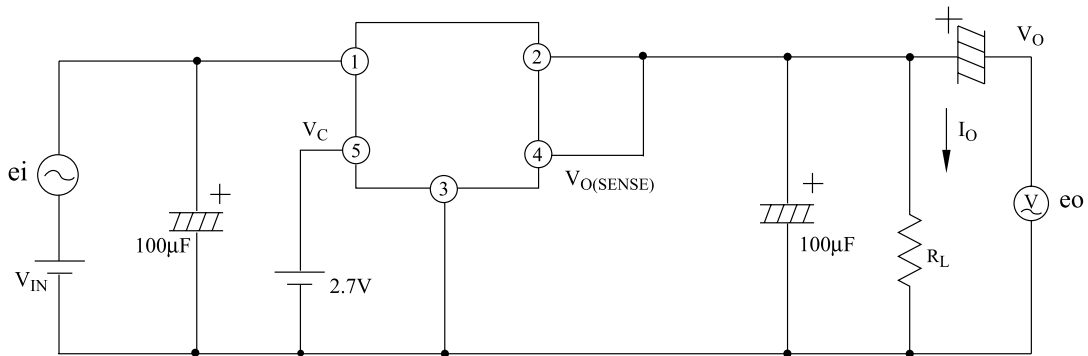 V_O
1
2
V_C
I_O
5
4
ei
V_O(SENSE)
3
V
eo
100μF
100μF
R_L
V_IN
2.7V